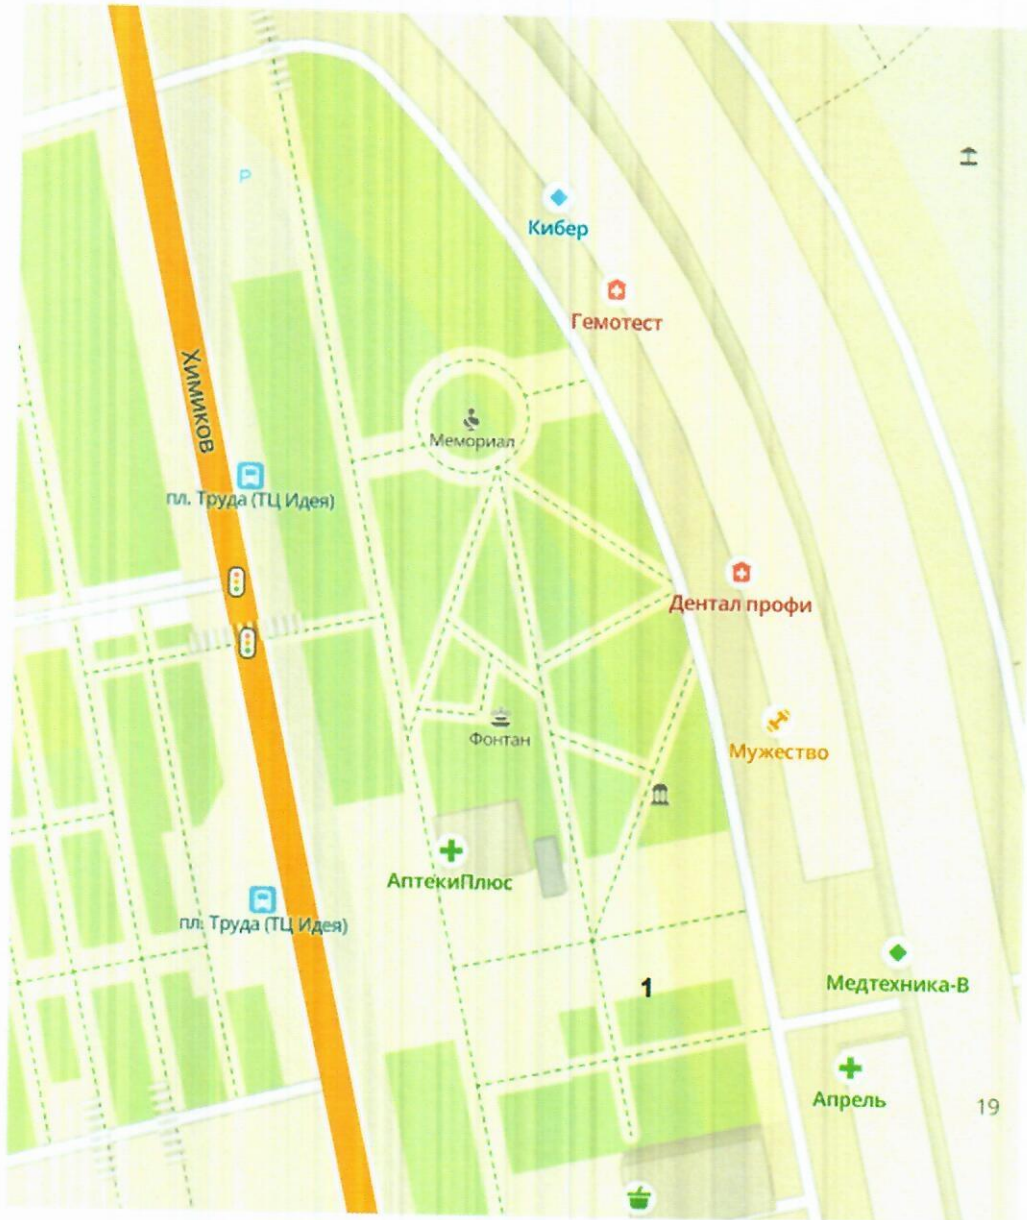 P
Кибер
Гемотест
Химиков
Мемориал
пл. Труда (ТЦ Идея)
Дентал профи
Фонтан
Мужество
АптекиПлюс
пл. Труда (ТЦ Идея)
1
Медтехника-В
Апрель
19